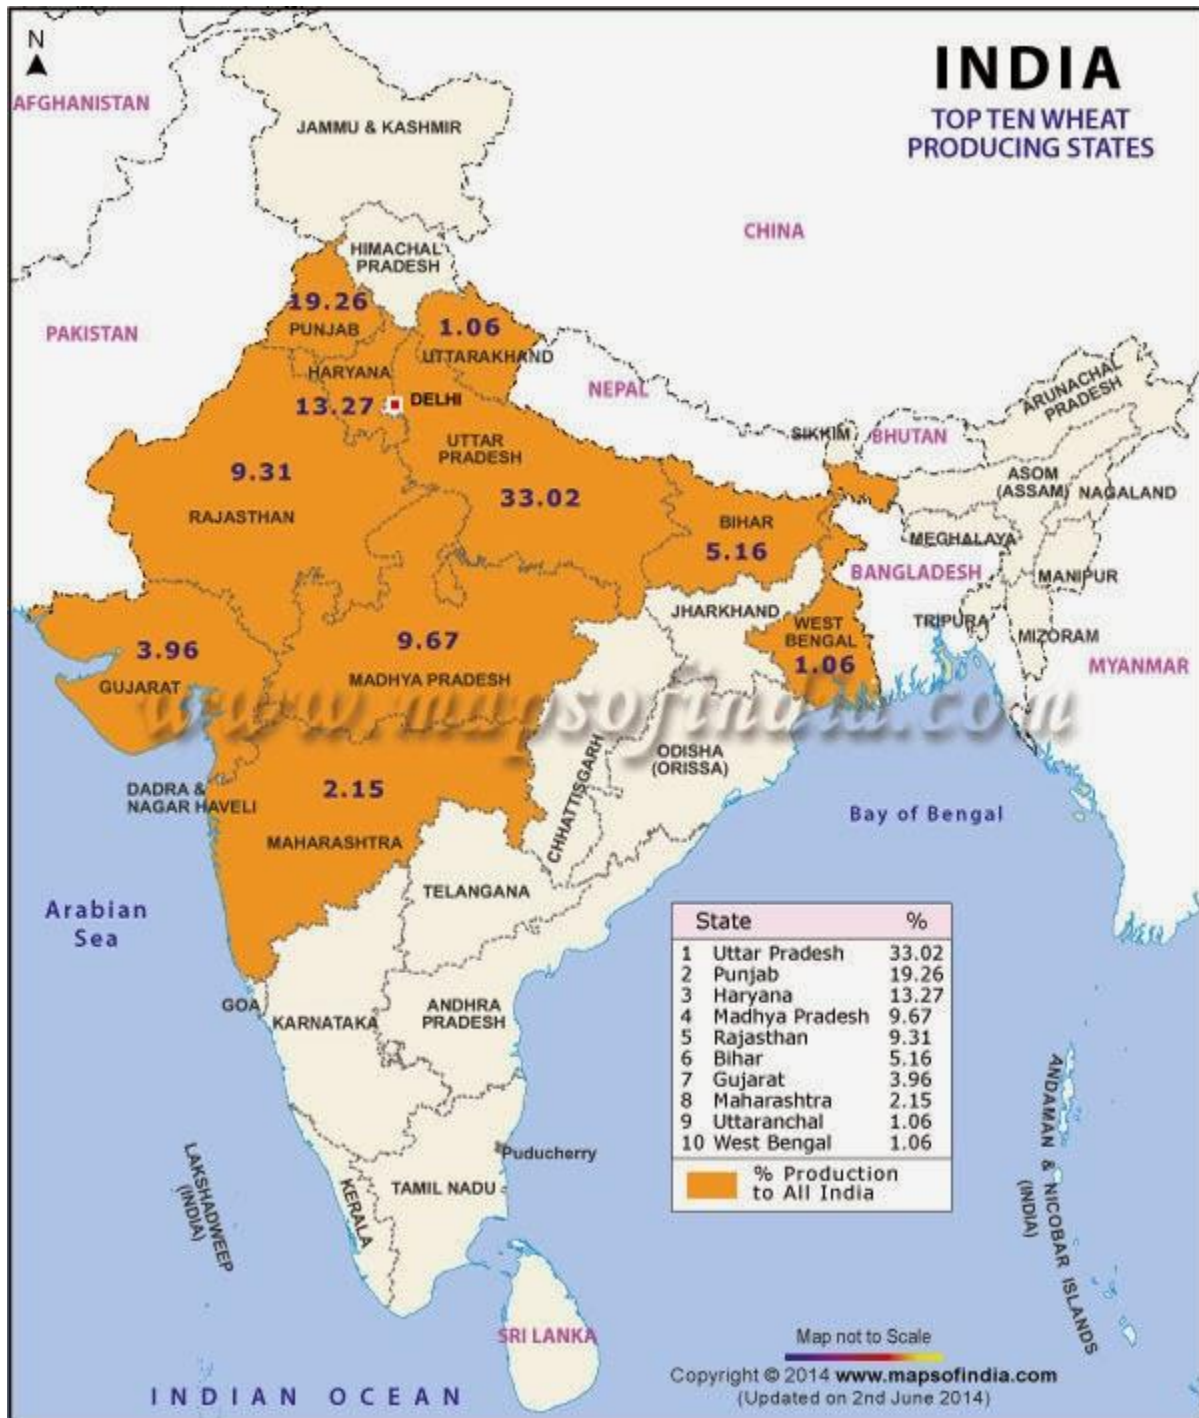 N
INDIA
TOP TEN WHEAT
PRODUCING STATES
AFGHANISTAN
JAMMU & KASHMIR
CHINA
HIMACHAL
PRADESH
19.26
PUNJAB
PAKISTAN
1.06
UTTARAKHAND
HARYANA
13.27
DELHI
NEPAL
ARUNACHAL
PRADESH
SIKKIM
BHUTAN
UTTAR
PRADESH
33.02
9.31
RAJASTHAN
ASOM
(ASSAM)
NAGALAND
BIHAR
5.16
MEGHALAYA
BANGLADESH
MANIPUR
JHARKHAND
WEST
BENGAL
1.06
TRIPURA
MIZORAM
MYANMAR
3.96
GUJARAT
9.67
MADHYA PRADESH
www.mapsofindia.com
CHHATTISGARH
ODISHA
(ORISSA)
DADRA &
NAGAR HAVELI
2.15
MAHARASHTRA
Bay of Bengal
TELANGANA
Arabian
Sea
GOA
KARNATAKA
ANDHRA
PRADESH
State %
1 Uttar Pradesh 33.02
2 Punjab 19.26
3 Haryana 13.27
4 Madhya Pradesh 9.67
5 Rajasthan 9.31
6 Bihar 5.16
7 Gujarat 3.96
8 Maharashtra 2.15
9 Uttaranchal 1.06
10 West Bengal 1.06
% Production
to All India
ANDAMAN & NICOBAR ISLANDS
(INDIA)
LAKSHADWEEP
(INDIA)
Puducherry
KERALA
TAMIL NADU
SRI LANKA
Map not to Scale
Copyright © 2014 www.mapsofindia.com
(Updated on 2nd June 2014)
INDIAN OCEAN